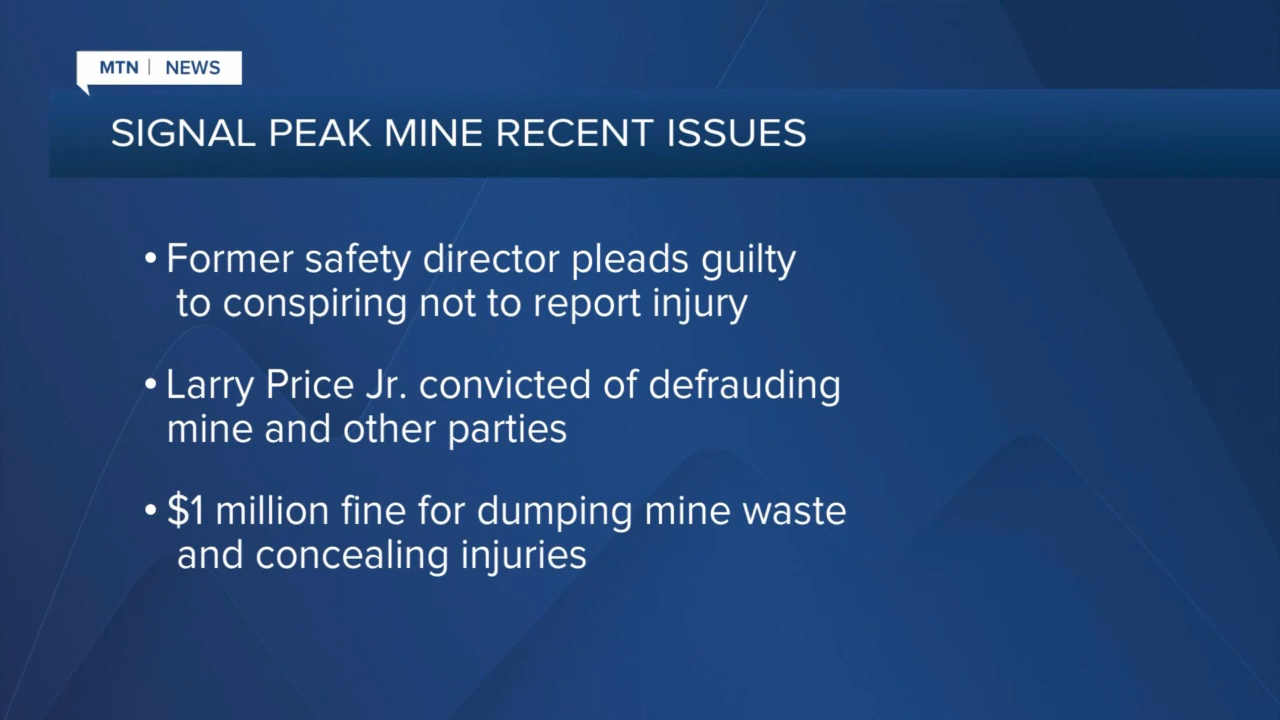 MTN | NEWS
SIGNAL PEAK MINE RECENT ISSUES
• Former safety director pleads guilty
to conspiring not to report injury
• Larry Price Jr. convicted of defrauding
mine and other parties
• $1 million fine for dumping mine waste
and concealing injuries